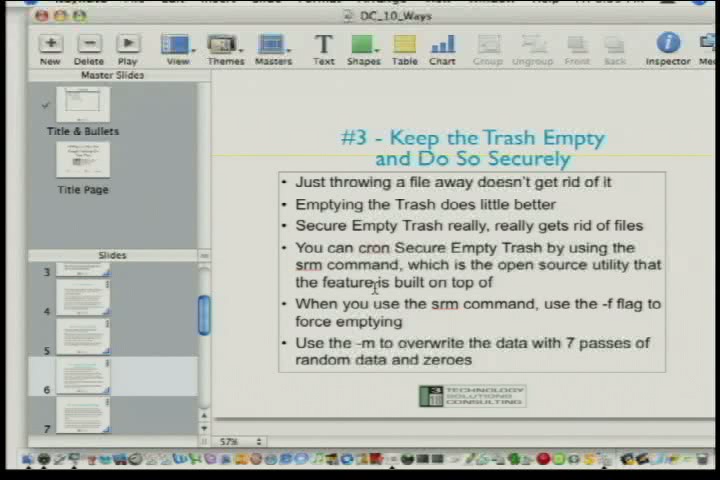 DC_10_Ways
New Delete Play View Themes Masters Text Shapes Table Chart Group Ungroup Front Back Inspector Me
Master Slides
Title & Bullets
Title Page
Slides
3
4
5
6
7
#3 - Keep the Trash Empty
and Do So Securely
• Just throwing a file away doesn't get rid of it
• Emptying the Trash does little better
• Secure Empty Trash really, really gets rid of files
• You can cron Secure Empty Trash by using the
srm command, which is the open source utility that
the feature is built on top of
• When you use the srm command, use the -f flag to
force emptying
• Use the -m to overwrite the data with 7 passes of
random data and zeroes
TECHNOLOGY
SOLUTIONS
CONSULTING
57%